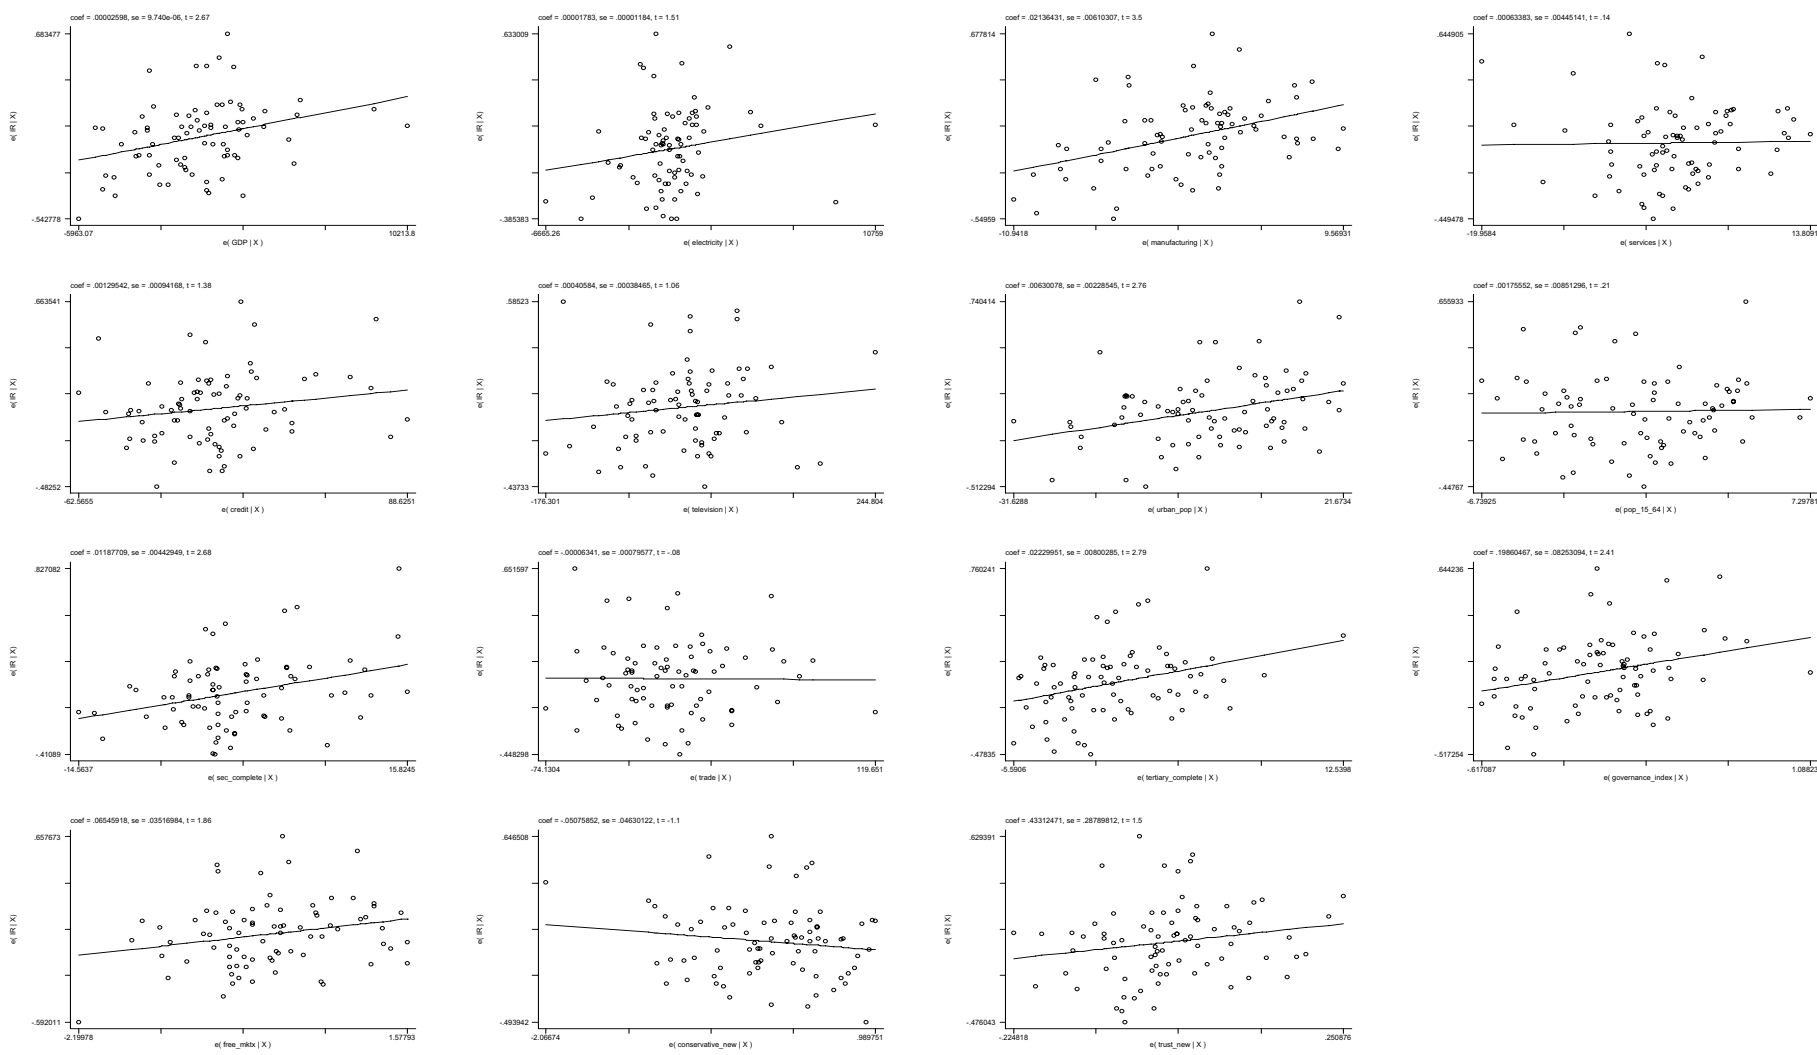 coef = .00002598, se = 9.740e-06, t = 2.67
.683477
e( IR | X)
-.542778
-5963.07
10213.8
e( GDP | X )
coef = .00001783, se = .00001184, t = 1.51
.633009
e( IR | X)
-.385383
-6665.26
10759
e( electricity | X )
coef = .02136431, se = .00610307, t = 3.5
.677814
e( IR | X)
-.54959
-10.9418
9.56931
e( manufacturing | X )
coef = .00063383, se = .00445141, t = .14
.644905
e( IR | X)
-.449478
-19.9584
13.8091
e( services | X )
coef = .00129542, se = .00094168, t = 1.38
.663541
e( IR | X)
-.48252
-62.5655
88.6251
e( credit | X )
coef = .00040584, se = .00038465, t = 1.06
.58523
e( IR | X)
-.43733
-176.301
244.804
e( television | X )
coef = .00630078, se = .00228545, t = 2.76
.740414
e( IR | X)
-.512294
-31.6288
21.6734
e( urban_pop | X )
coef = .00175552, se = .00851296, t = .21
.655933
e( IR | X)
-.44767
-6.73925
7.29781
e( pop_15_64 | X )
coef = .01187709, se = .00442949, t = 2.68
.827082
e( IR | X)
-.41089
-14.5637
15.8245
e( sec_complete | X )
coef = -.00006341, se = .00079577, t = -.08
.651597
e( IR | X)
-.448298
-74.1304
119.651
e( trade | X )
coef = .02229951, se = .00800285, t = 2.79
.760241
e( IR | X)
-.47835
-5.5906
12.5398
e( tertiary_complete | X )
coef = .19860467, se = .08253094, t = 2.41
.644236
e( IR | X)
-.517254
-.617087
1.08823
e( governance_index | X )
coef = .06545918, se = .03516984, t = 1.86
.657673
e( IR | X)
-.592011
-2.19978
1.57793
e( free_mktx | X )
coef = -.05075852, se = .04630122, t = -1.1
.646508
e( IR | X)
-.493942
-2.06674
.989751
e( conservative_new | X )
coef = .43312471, se = .28789812, t = 1.5
.629391
e( IR | X)
-.476043
-.224818
.250876
e( trust_new | X )